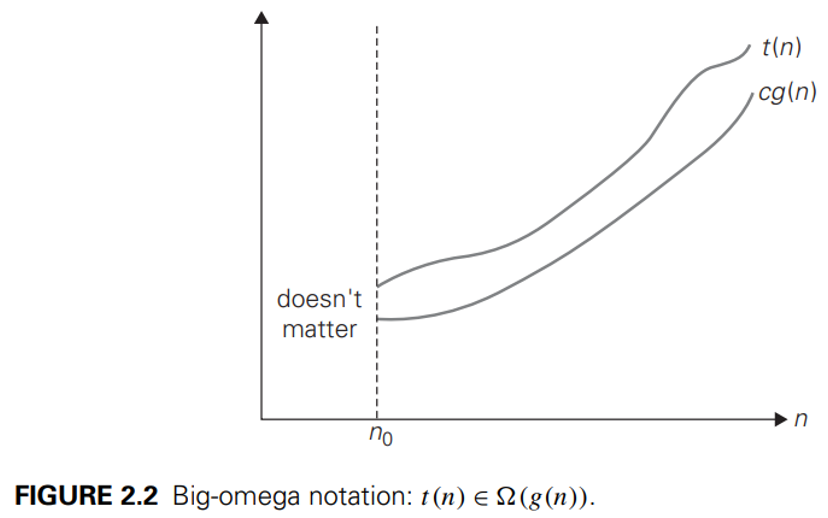 t(n)
cg(n)
doesn't
matter
n
n₀
FIGURE 2.2 Big-omega notation: t(n) ∈ Ω(g(n)).